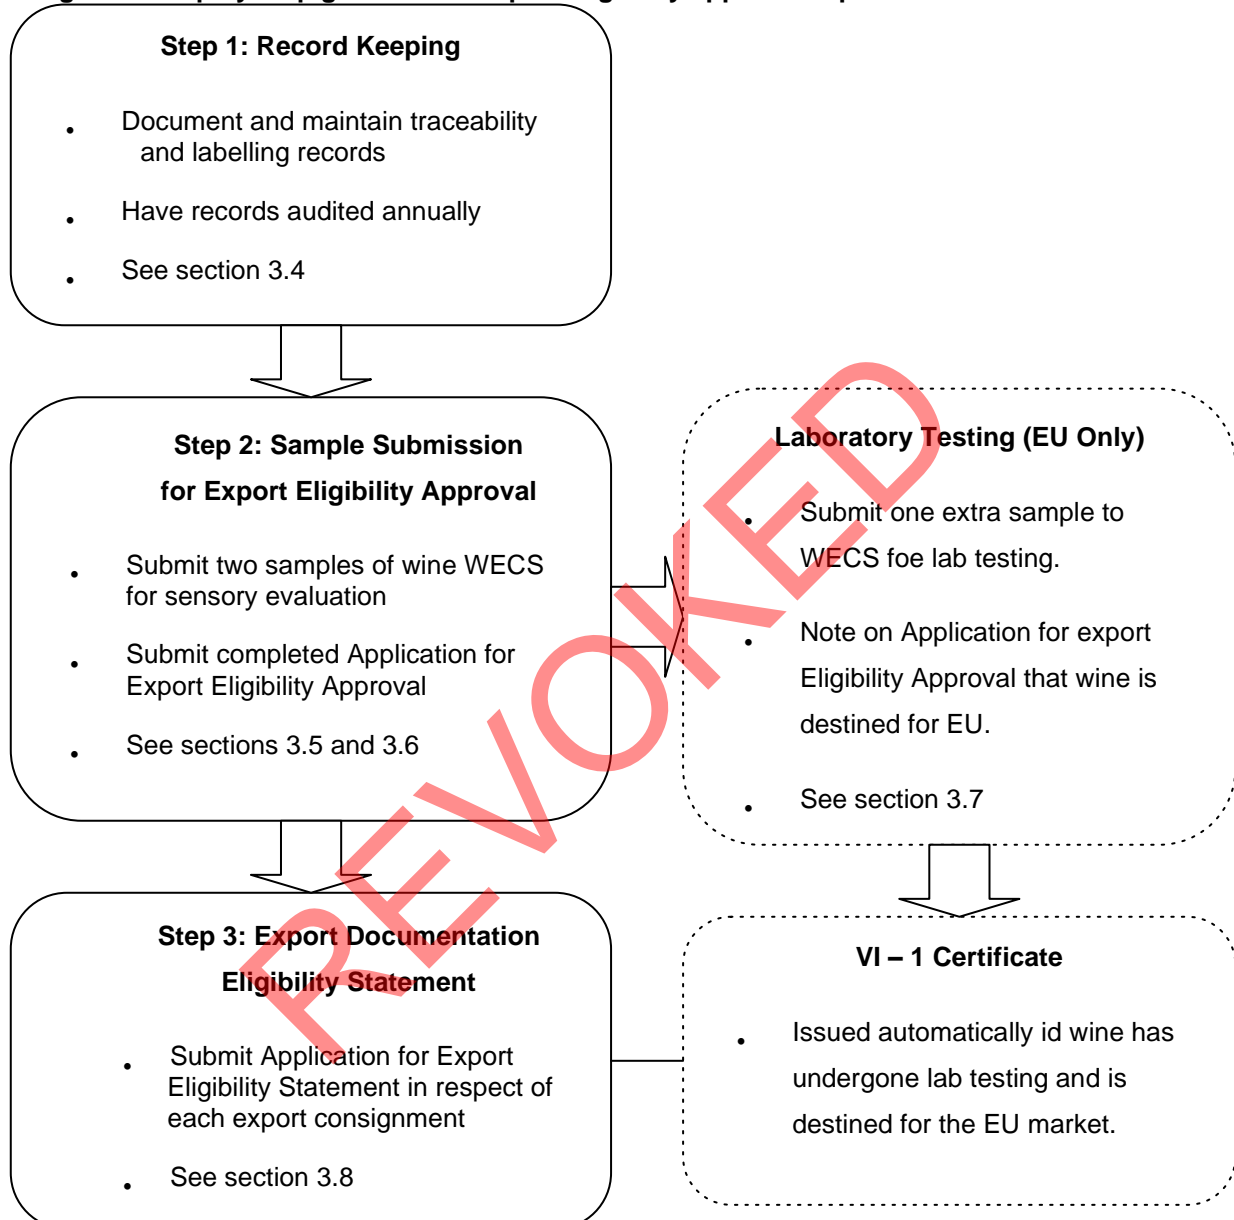 Step 1: Record Keeping
• Document and maintain traceability
and labelling records
• Have records audited annually
• See section 3.4
Step 2: Sample Submission
for Export Eligibility Approval
• Submit two samples of wine WECS
for sensory evaluation
• Submit completed Application for
Export Eligibility Approval
• See sections 3.5 and 3.6
Laboratory Testing (EU Only)
• Submit one extra sample to
WECS foe lab testing.
• Note on Application for export
Eligibility Approval that wine is
destined for EU.
• See section 3.7
Step 3: Export Documentation
Eligibility Statement
• Submit Application for Export
Eligibility Statement in respect of
each export consignment
• See section 3.8
VI – 1 Certificate
• Issued automatically id wine has
undergone lab testing and is
destined for the EU market.
REVOKED